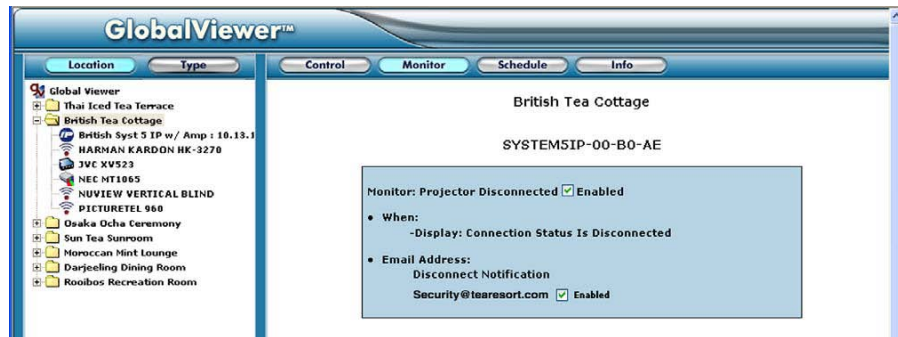 GlobalViewer™
Location Type Control Monitor Schedule Info
Global Viewer
Thai Iced Tea Terrace
British Tea Cottage
British Syst 5 IP w/ Amp : 10.13.1
HARMAN KARDON HK-3270
JVC XV523
NEC MT1065
NUVIEW VERTICAL BLIND
PICTURETEL 960
Osaka Ocha Ceremony
Sun Tea Sunroom
Moroccan Mint Lounge
Darjeeling Dining Room
Rooibos Recreation Room
British Tea Cottage
SYSTEM5IP-00-B0-AE
Monitor: Projector Disconnected Enabled
• When:
-Display: Connection Status Is Disconnected
• Email Address:
Disconnect Notification
Security@tearesort.com Enabled